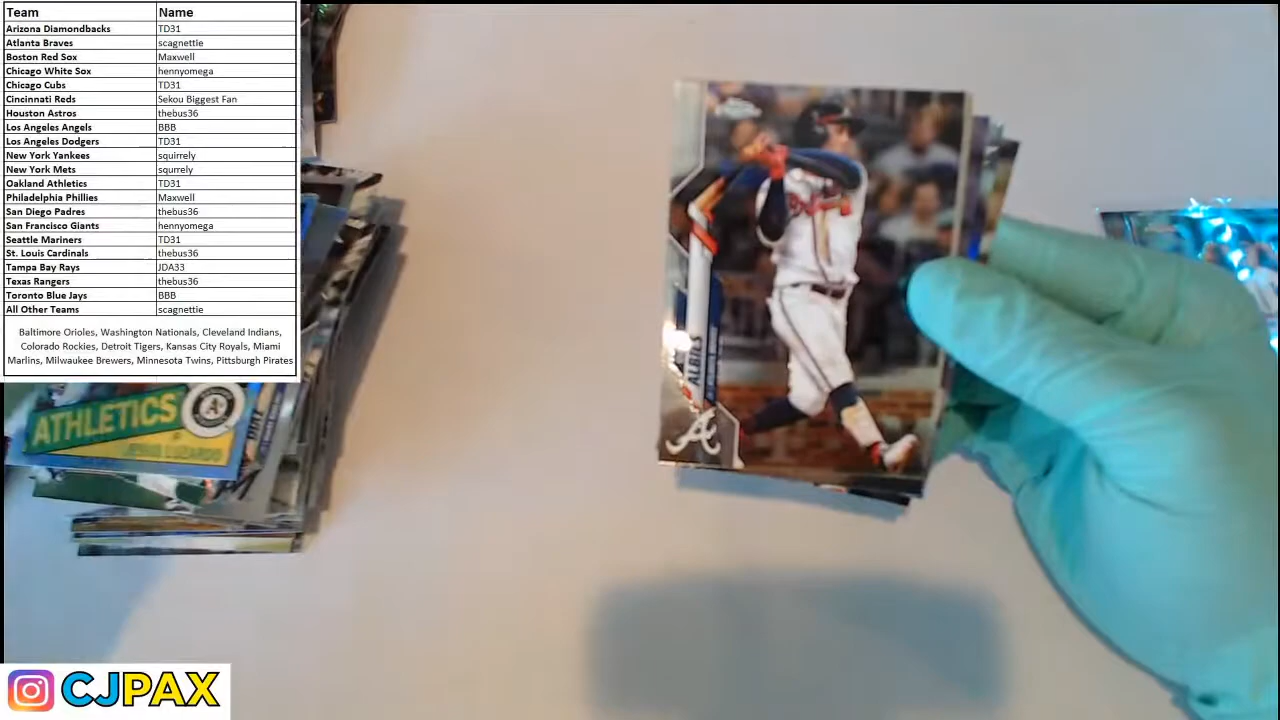 Team Name
Arizona Diamondbacks TD31
Atlanta Braves scagnettie
Boston Red Sox Maxwell
Chicago White Sox hennyomega
Chicago Cubs TD31
Cincinnati Reds Sekou Biggest Fan
Houston Astros thebus36
Los Angeles Angels BBB
Los Angeles Dodgers TD31
New York Yankees squirrely
New York Mets squrrely
Oakland Athletics TD31
Philadelphia Phillies Maxwell
San Diego Padres thebus36
San Francisco Giants hennyomega
Seattle Mariners TD31
St. Louis Cardinals thebus36
Tampa Bay Rays JDA33
Texas Rangers thebus36
Toronto Blue Jays BBB
All Other Teams scagnettie
Baltimore Orioles, Washington Nationals, Cleveland Indians,
Colorado Rockies, Detroit Tigers, Kansas City Royals, Miami
Marlins, Milwaukee Brewers, Minnesota Twins, Pittsburgh Pirates
ALBIES
A
ATHLETICS
JESUS LUZARDO
CJPAX